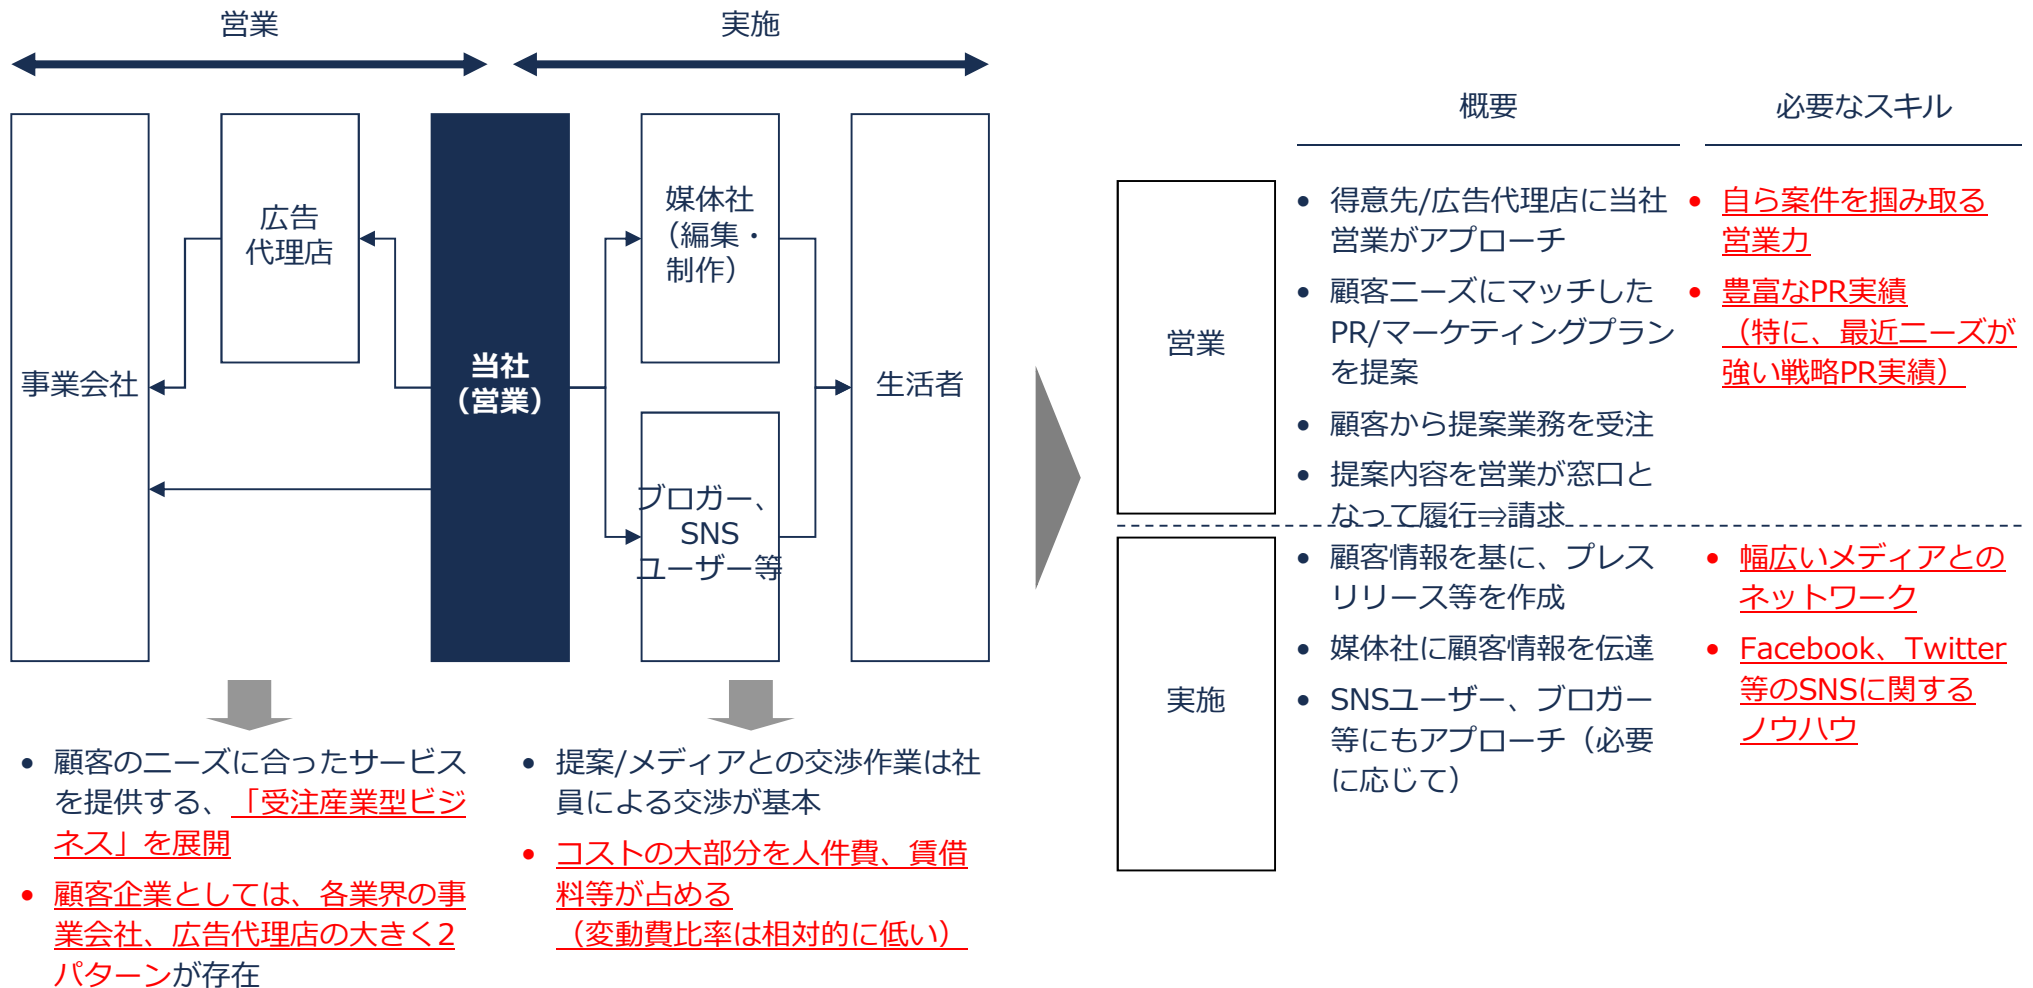 営業
実施
事業会社
広告
代理店
当社
（営業）
媒体社
（編集・
制作）
ブロガー、
SNS
ユーザー等
生活者
• 顧客のニーズに合ったサービス
を提供する、「受注産業型ビジ
ネス」を展開
• 顧客企業としては、各業界の事
業会社、広告代理店の大きく2
パターンが存在
• 提案/メディアとの交渉作業は社
員による交渉が基本
• コストの大部分を人件費、賃借
料等が占める
（変動費比率は相対的に低い）
概要
必要なスキル
営業
• 得意先/広告代理店に当社
営業がアプローチ
• 顧客ニーズにマッチした
PR/マーケティングプラン
を提案
• 顧客から提案業務を受注
• 提案内容を営業が窓口と
なって履行⇒請求
• 自ら案件を掴み取る
営業力
• 豊富なPR実績
（特に、最近ニーズが
強い戦略PR実績）
実施
• 顧客情報を基に、プレス
リリース等を作成
• 媒体社に顧客情報を伝達
• SNSユーザー、ブロガー
等にもアプローチ（必要
に応じて）
• 幅広いメディアとの
ネットワーク
• Facebook、Twitter
等のSNSに関する
ノウハウ